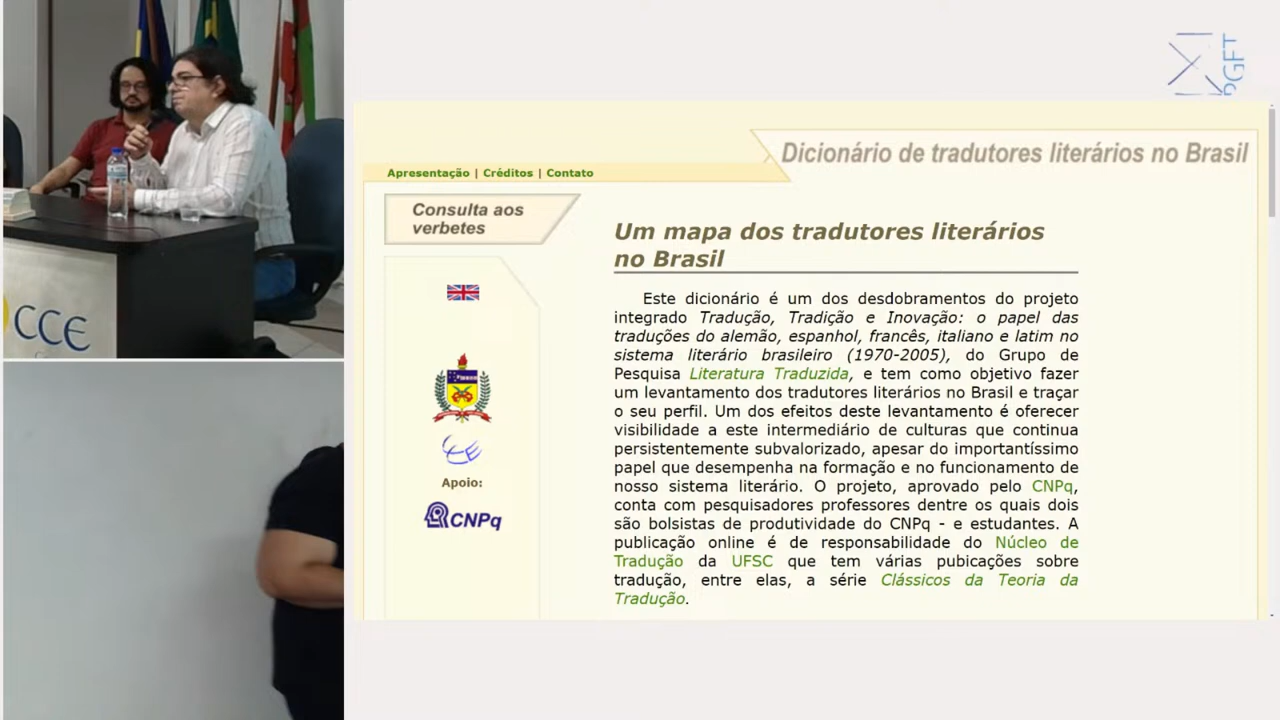 PGFT
Dicionário de tradutores literários no Brasil
Apresentação | Créditos | Contato
Consulta aos
verbetes
Um mapa dos tradutores literários
no Brasil
Este dicionário é um dos desdobramentos do projeto
integrado Tradução, Tradição e Inovação: o papel das
traduções do alemão, espanhol, francês, italiano e latim no
sistema literário brasileiro (1970-2005), do Grupo de
Pesquisa Literatura Traduzida, e tem como objetivo fazer
um levantamento dos tradutores literários no Brasil e traçar
o seu perfil. Um dos efeitos deste levantamento é oferecer
visibilidade a este intermediário de culturas que continua
persistentemente subvalorizado, apesar do importantíssimo
papel que desempenha na formação e no funcionamento de
nosso sistema literário. O projeto, aprovado pelo CNPq,
conta com pesquisadores professores dentre os quais dois
são bolsistas de produtividade do CNPq - e estudantes. A
publicação online é de responsabilidade do Núcleo de
Tradução da UFSC que tem várias pubicações sobre
tradução, entre elas, a série Clássicos da Teoria da
Tradução.
Apoio:
CNPq
CCE